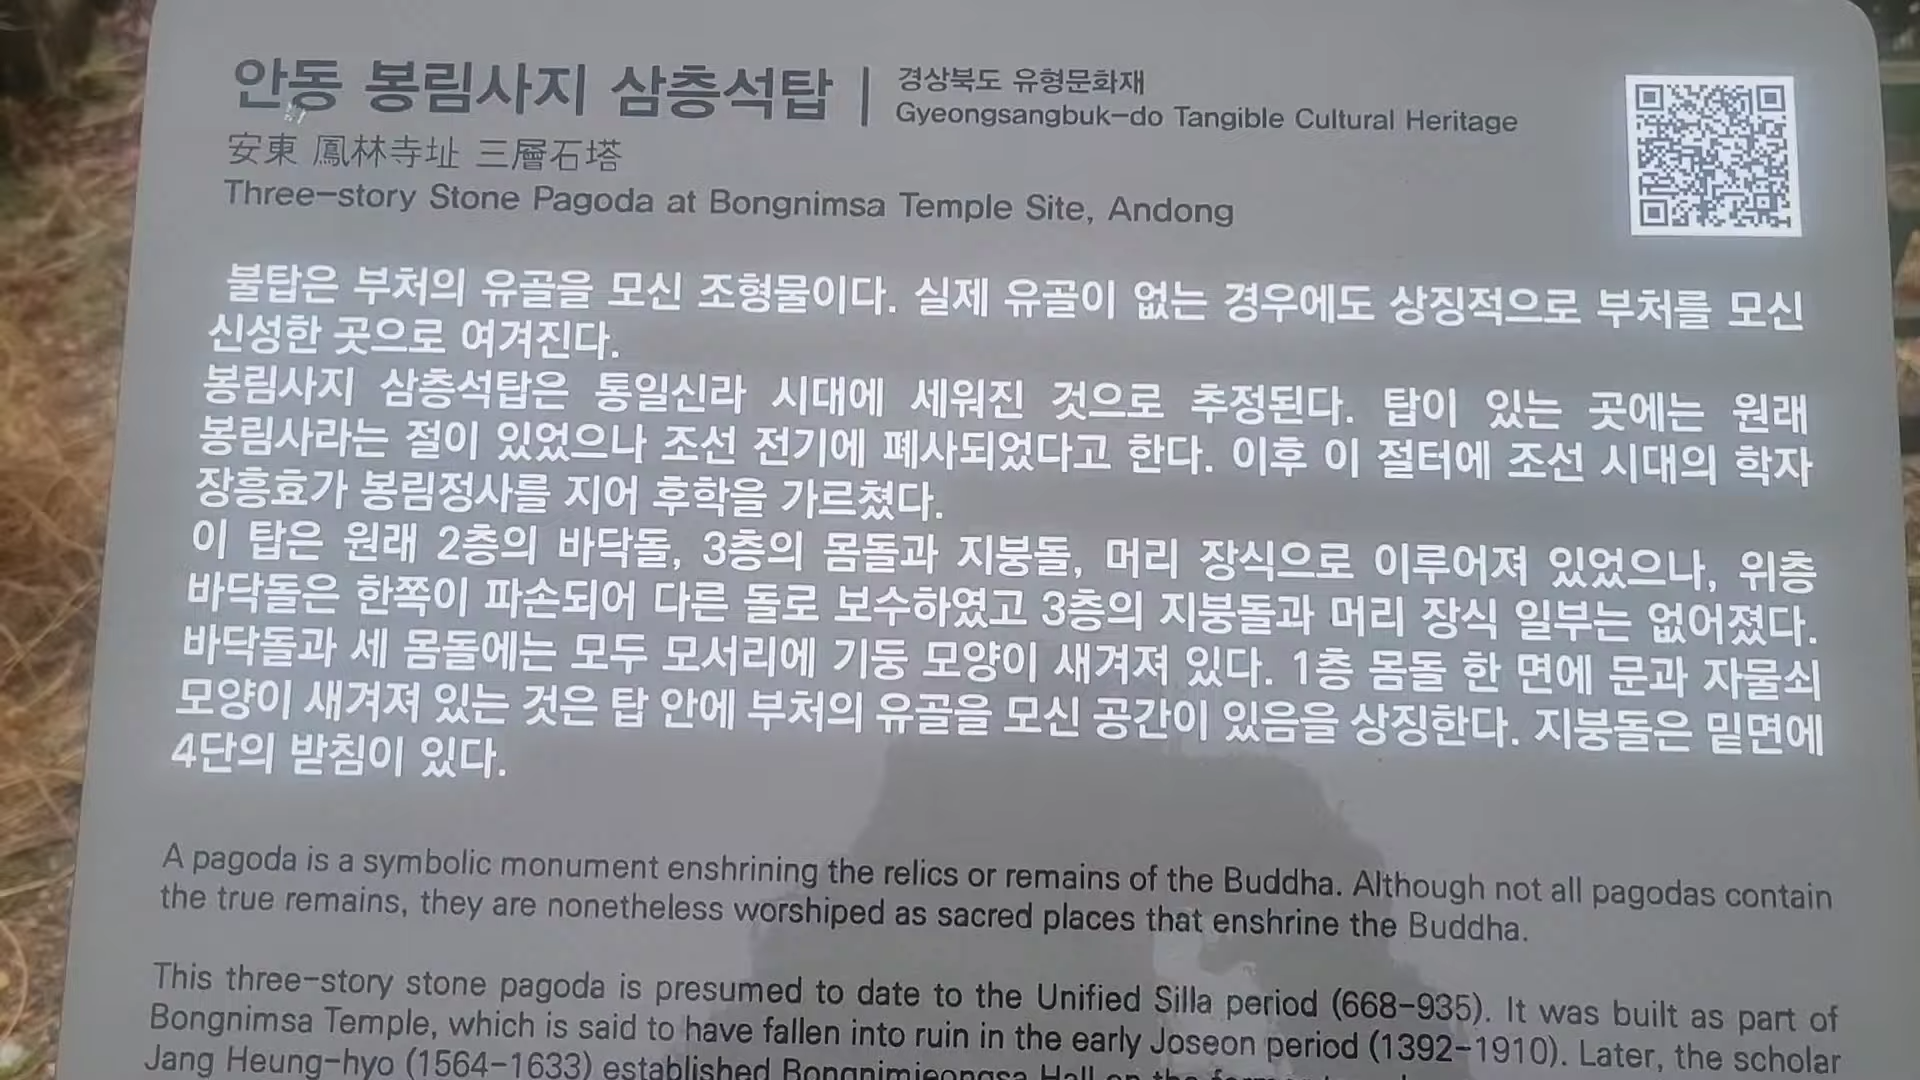 안동 봉림사지 삼층석탑 | 경상북도 유형문화재
Gyeongsangbuk-do Tangible Cultural Heritage
安東 鳳林寺址 三層石塔
Three-story Stone Pagoda at Bongnimsa Temple Site, Andong
불탑은 부처의 유골을 모신 조형물이다. 실제 유골이 없는 경우에도 상징적으로 부처를 모신
신성한 곳으로 여겨진다.
봉림사지 삼층석탑은 통일신라 시대에 세워진 것으로 추정된다. 탑이 있는 곳에는 원래
봉림사라는 절이 있었으나 조선 전기에 폐사되었다고 한다. 이후 이 절터에 조선 시대의 학자
장흥효가 봉림정사를 지어 후학을 가르쳤다.
이 탑은 원래 2층의 바닥돌, 3층의 몸돌과 지붕돌, 머리 장식으로 이루어져 있었으나, 위층
바닥돌은 한쪽이 파손되어 다른 돌로 보수하였고 3층의 지붕돌과 머리 장식 일부는 없어졌다.
바닥돌과 세 몸돌에는 모두 모서리에 기둥 모양이 새겨져 있다. 1층 몸돌 한 면에 문과 자물쇠
모양이 새겨져 있는 것은 탑 안에 부처의 유골을 모신 공간이 있음을 상징한다. 지붕돌은 밑면에
4단의 받침이 있다.
A pagoda is a symbolic monument enshrining the relics or remains of the Buddha. Although not all pagodas contain
the true remains, they are nonetheless worshiped as sacred places that enshrine the Buddha.
This three-story stone pagoda is presumed to date to the Unified Silla period (668-935). It was built as part of
Bongnimsa Temple, which is said to have fallen into ruin in the early Joseon period (1392-1910). Later, the scholar
Jang Heung-hyo (1564-1633) established Bongnimjeongsa Hall on the